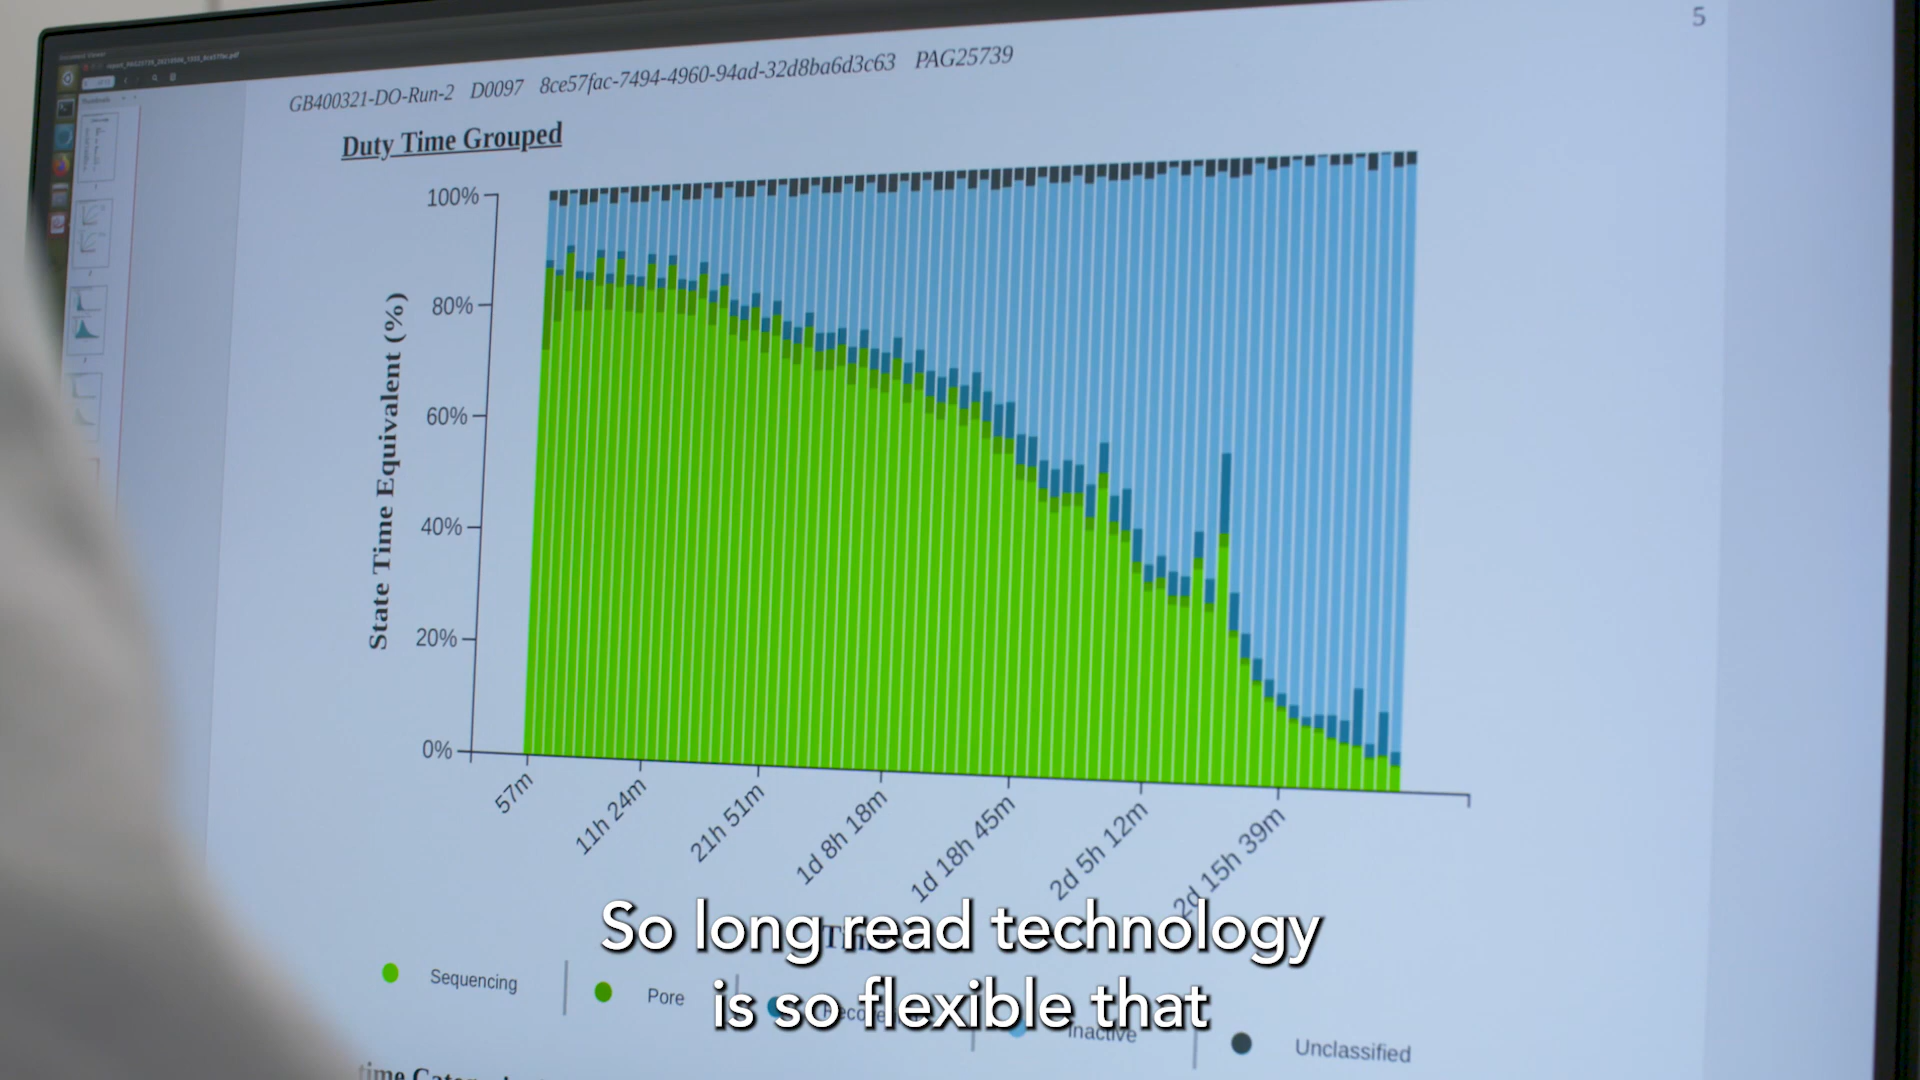 5
GB400321-DO-Run-2 D0097 8ce57fac-7494-4960-94ad-32d8ba6d3c63 PAG25739
Duty Time Grouped
State Time Equivalent (%)
100%
80%
60%
40%
20%
0%
57m
11h 24m
21h 51m
1d 8h 18m
1d 18h 45m
2d 5h 12m
2d 15h 39m
So long read technology
is so flexible that
Sequencing
Pore
Inactive
Unclassified